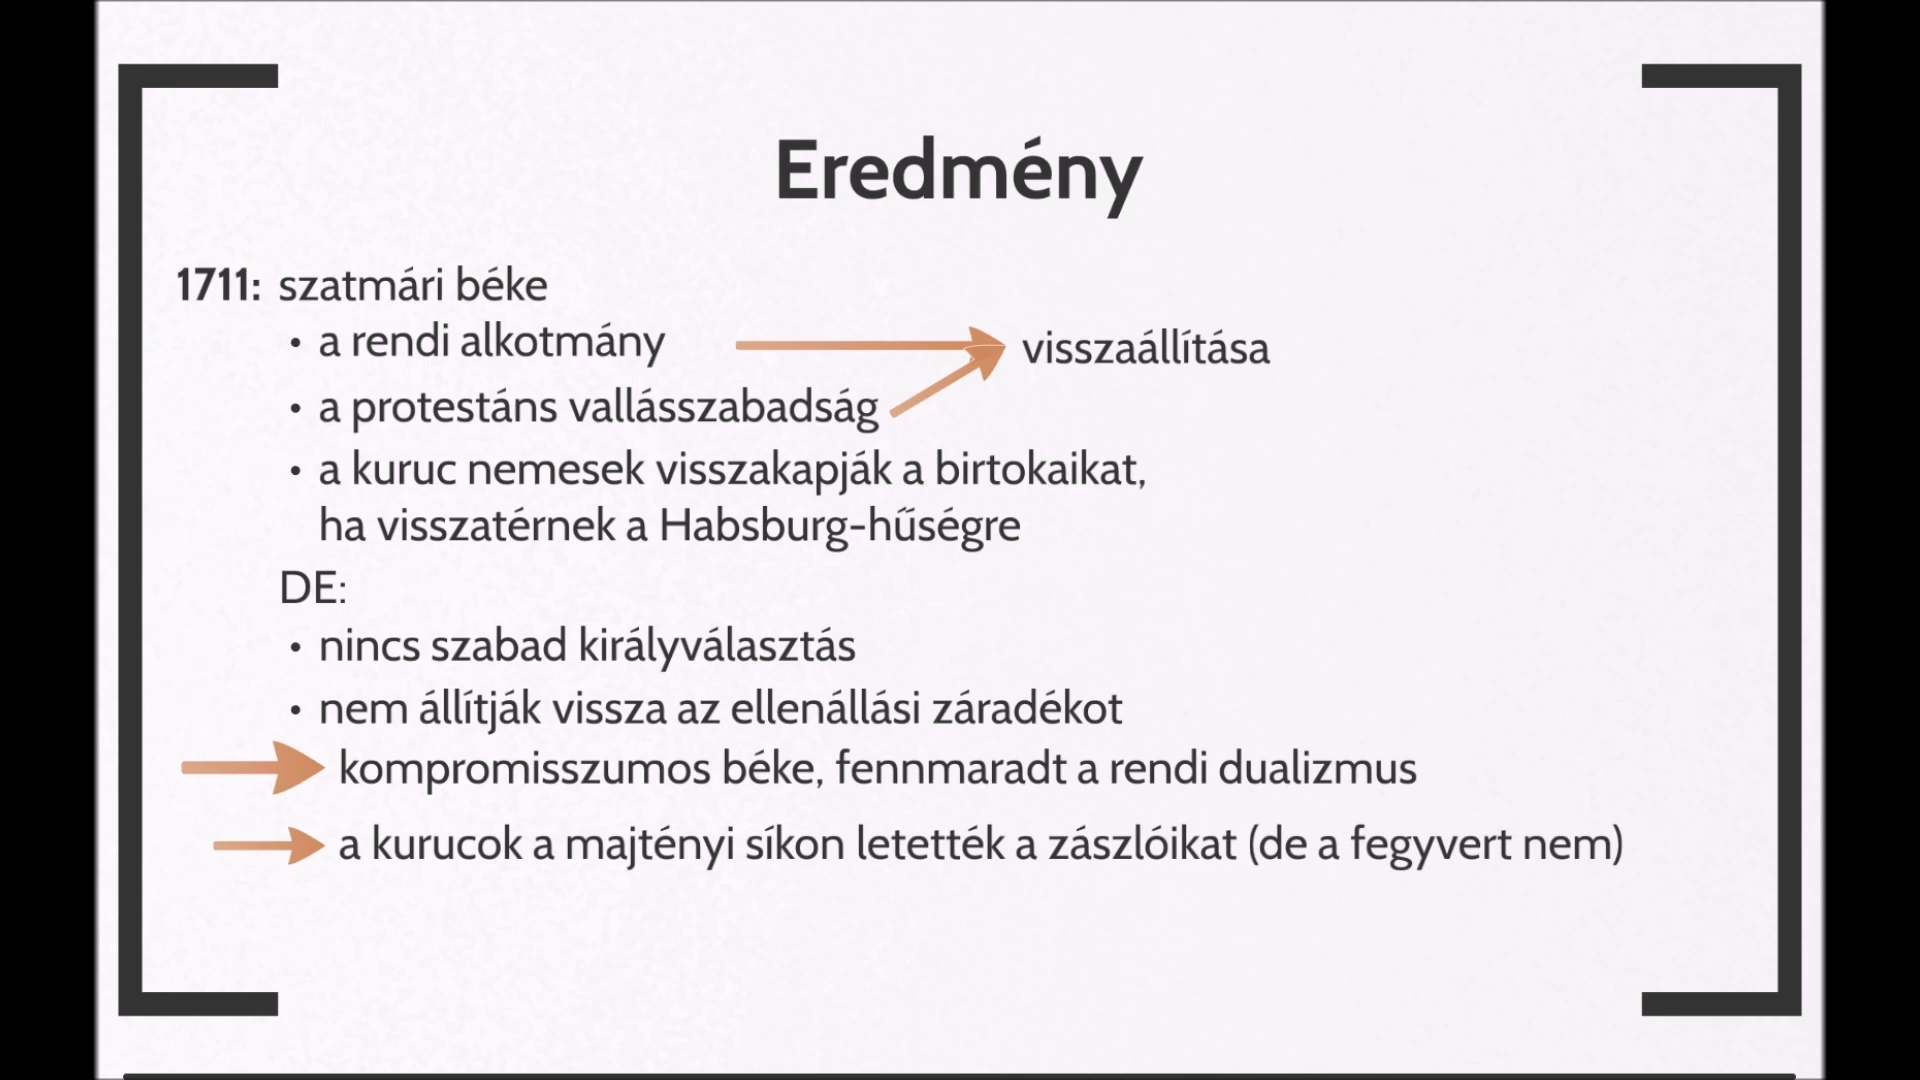 Eredmény
1711: szatmári béke
• a rendi alkotmány
visszaállítása
• a protestáns vallásszabadság
• a kuruc nemesek visszakapják a birtokaikat,
ha visszatérnek a Habsburg-hűségre
DE:
• nincs szabad királyválasztás
• nem állítják vissza az ellenállási záradékot
kompromisszumos béke, fennmaradt a rendi dualizmus
a kurucok a majtényi síkon letették a zászlóikat (de a fegyvert nem)